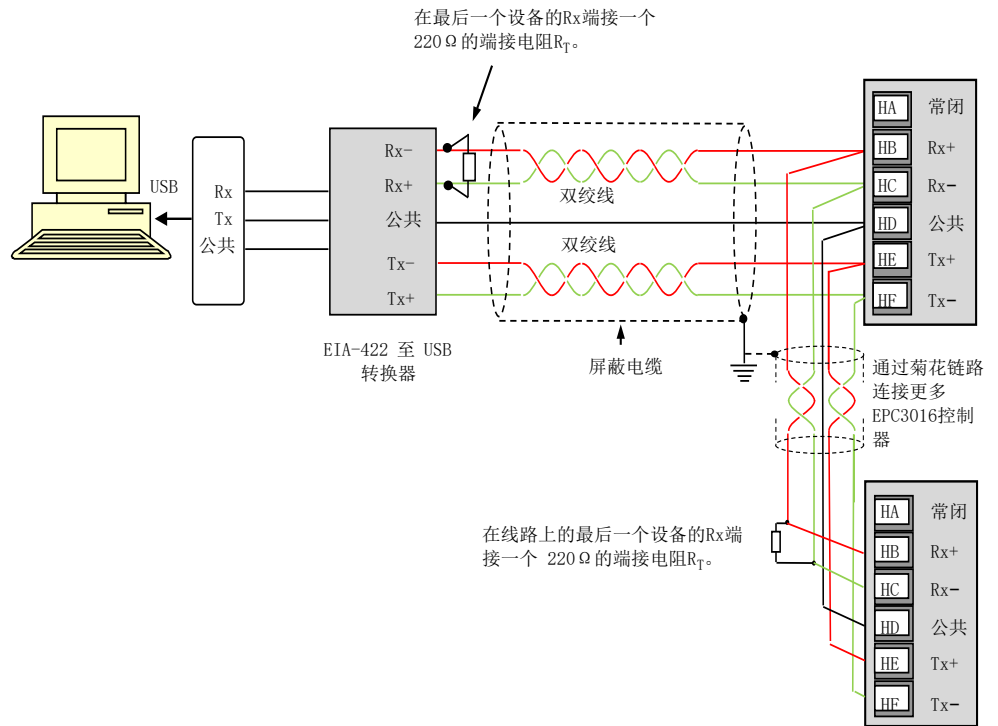 在最后一个设备的Rx端接一个
220Ω的端接电阻RT。
USB
Rx
Tx
公共
Rx-
Rx+
公共
Tx-
Tx+
EIA-422 至 USB
转换器
双绞线
双绞线
屏蔽电缆
HA 常闭
HB Rx+
HC Rx-
HD 公共
HE Tx+
HF Tx-
通过菊花链路
连接更多
EPC3016控制
器
在线路上的最后一个设备的Rx端
接一个 220Ω的端接电阻RT。
HA 常闭
HB Rx+
HC Rx-
HD 公共
HE Tx+
HF Tx-